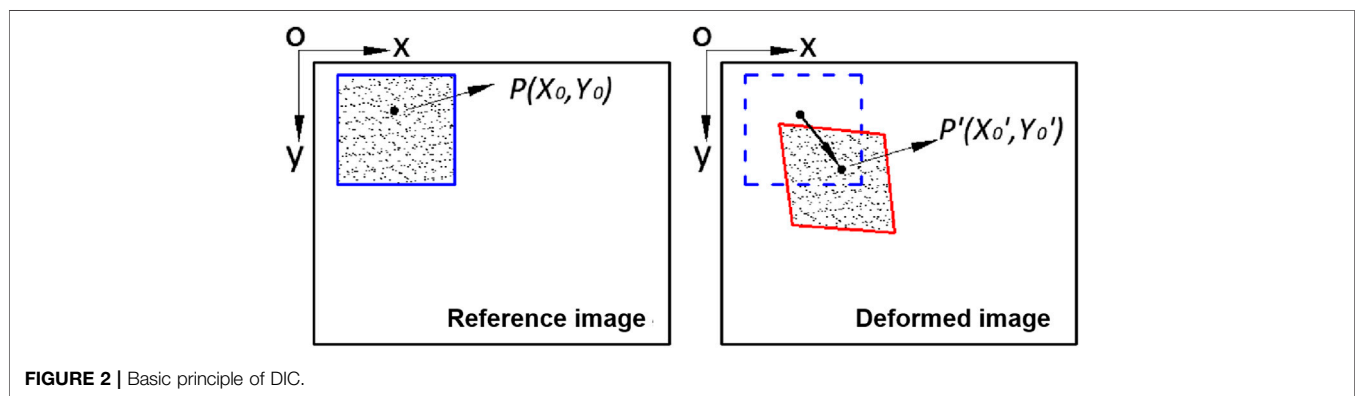 O
x
y
P(X₀,Y₀)
Reference image
O
x
y
P'(X₀',Y₀')
Deformed image
FIGURE 2 | Basic principle of DIC.